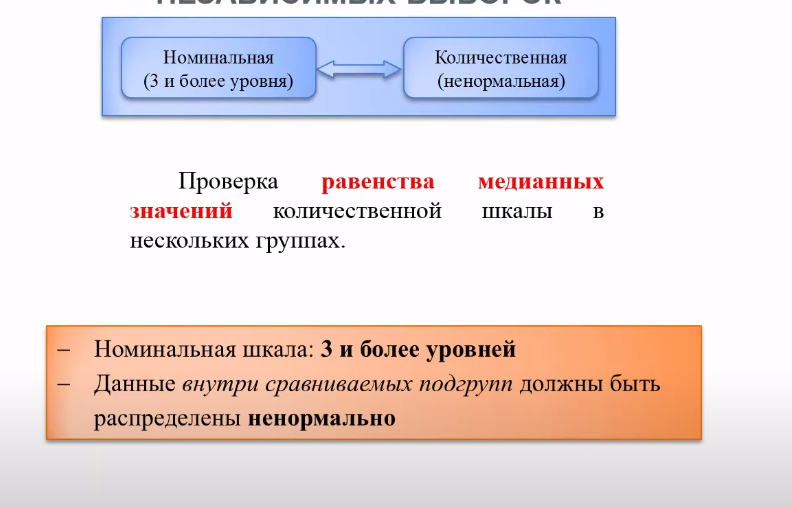 НЕЗАВИСИМЫХ ВЫБОРОК
Номинальная
(3 и более уровня)
Количественная
(ненормальная)
Проверка равенства медианных
значений количественной шкалы в
нескольких группах.
– Номинальная шкала: 3 и более уровней
– Данные внутри сравниваемых подгрупп должны быть
распределены ненормально